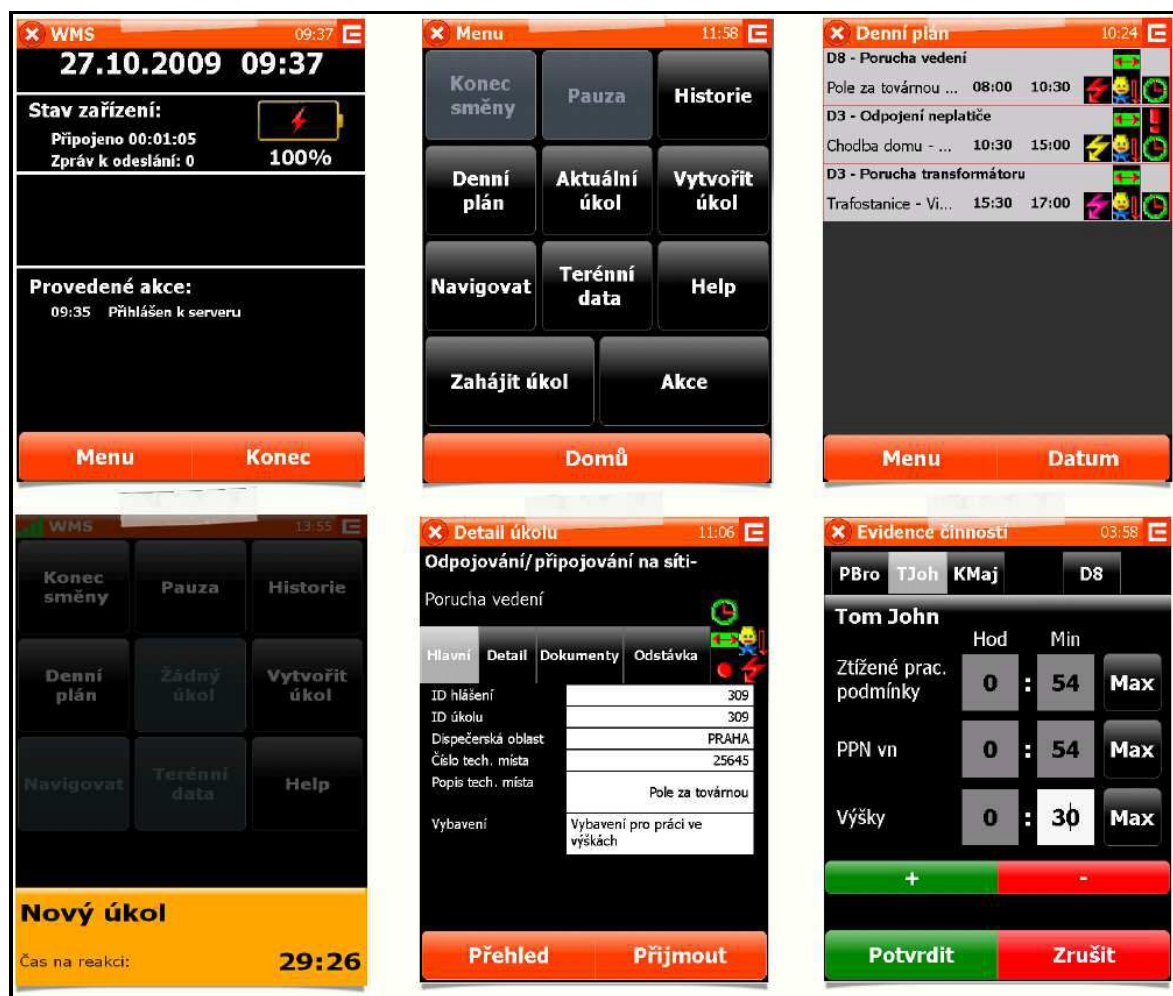 WMS 09:37
27.10.2009 09:37
Stav zařízení:
Připojeno 00:01:05
Zpráv k odeslání: 0
100%
Provedené akce:
09:35 Přihlášen k serveru
Menu Konec
Menu 11:58
Konec směny
Pauza
Historie
Denní plán
Aktuální úkol
Vytvořit úkol
Navigovat
Terénní data
Help
Zahájit úkol
Akce
Domů
Denní plán 10:24
D8 - Porucha vedení
Pole za továrnou ... 08:00 10:30
D3 - Odpojení neplatiče
Chodba domu - ... 10:30 15:00
D3 - Porucha transformátoru
Trafostanice - Vi... 15:30 17:00
Menu Datum
WMS 13:55
Konec směny
Pauza
Historie
Denní plán
Žádný úkol
Vytvořit úkol
Navigovat
Terénní data
Help
Nový úkol
Čas na reakci: 29:26
Detail úkolu 11:06
Odpojování/připojování na síti-
Porucha vedení
Hlavní Detail Dokumenty Odstávka
ID hlášení 309
ID úkolu 309
Dispečerská oblast PRAHA
Číslo tech. místa 25645
Popis tech. místa
Pole za továrnou
Vybavení Vybavení pro práci ve
výškách
Přehled Přijmout
Evidence činností 03:58
PBro TJoh KMaj D8
Tom John
Hod Min
Ztížené prac.
podmínky 0 : 54 Max
PPN vn 0 : 54 Max
Výšky 0 : 30 Max
+ -
Potvrdit Zrušit